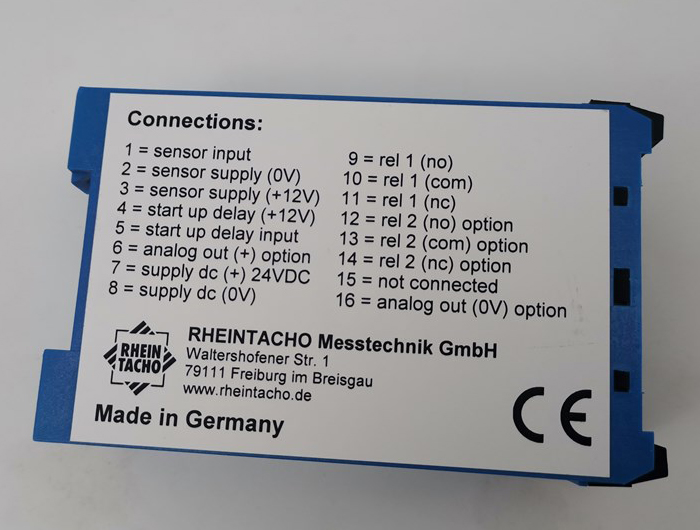 Connections:
1 = sensor input
2 = sensor supply (0V)
3 = sensor supply (+12V)
4 = start up delay (+12V)
5 = start up delay input
6 = analog out (+) option
7 = supply dc (+) 24VDC
8 = supply dc (0V)
9 = rel 1 (no)
10 = rel 1 (com)
11 = rel 1 (nc)
12 = rel 2 (no) option
13 = rel 2 (com) option
14 = rel 2 (nc) option
15 = not connected
16 = analog out (0V) option
RHEIN
TACHO
RHEINTACHO Messtechnik GmbH
Waltershofener Str. 1
79111 Freiburg im Breisgau
www.rheintacho.de
Made in Germany
CE